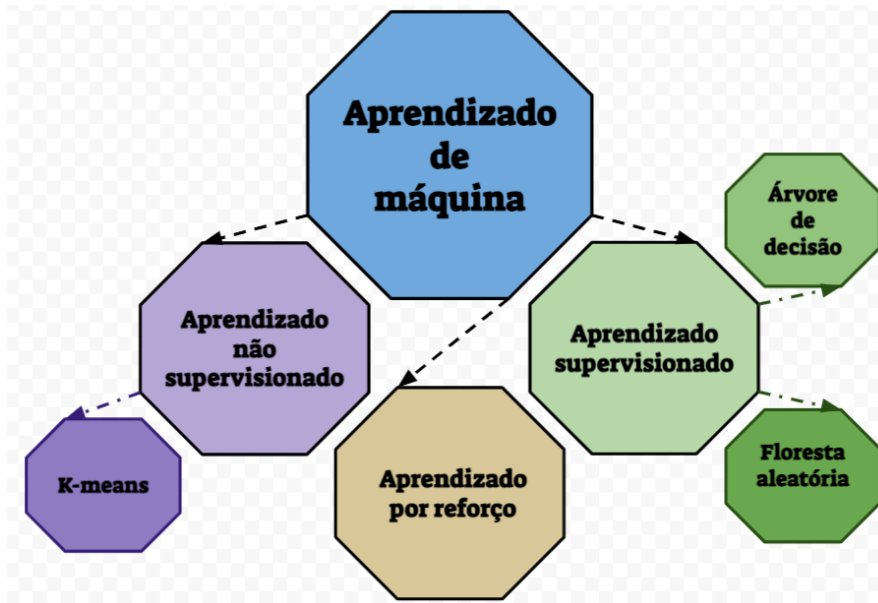 Aprendizado
de
máquina
Árvore
de
decisão
Aprendizado
não
supervisionado
Aprendizado
supervisionado
K-means
Aprendizado
por reforço
Floresta
aleatória